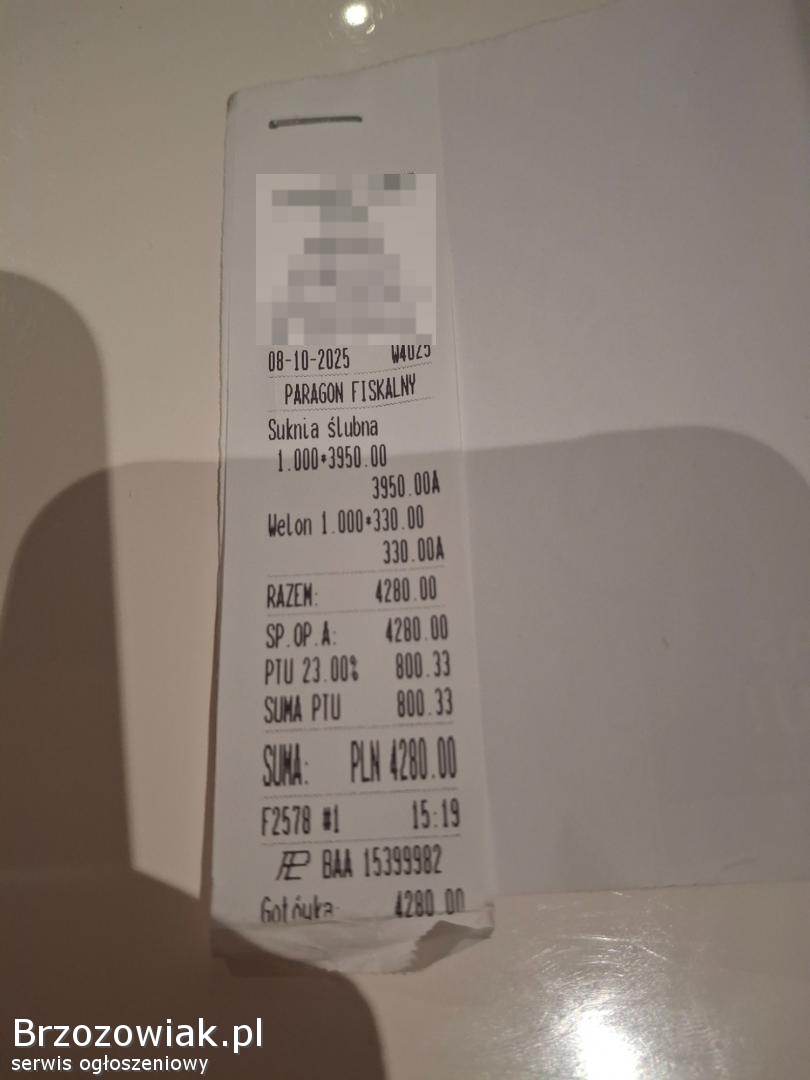 08-10-2025 W4025
PARAGON FISKALNY
Suknia ślubna
1.000*3950.00
3950.00A
Welon 1.000*330.00
330.00A
RAZEM: 4280.00
SP.OP.A: 4280.00
PTU 23.00% 800.33
SUMA PTU 800.33
SUMA: PLN 4280.00
F2578 #1 15:19
BAA 15399982
Gotówka: 4280.00
Brzozowiak.pl
serwis ogłoszeniowy